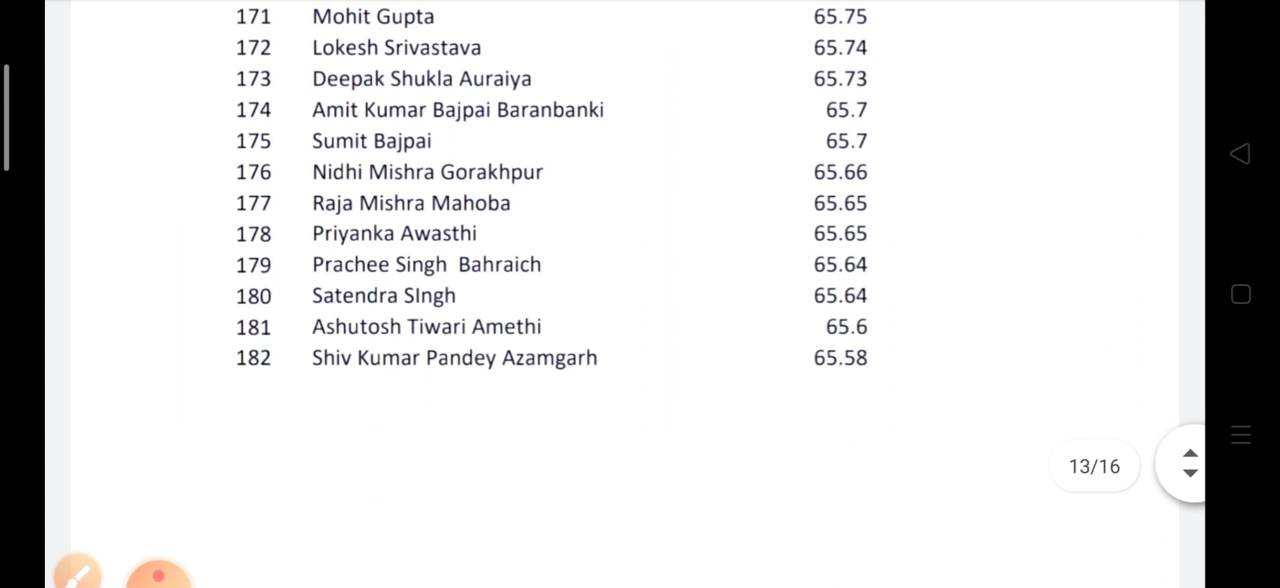 171 Mohit Gupta 65.75
172 Lokesh Srivastava 65.74
173 Deepak Shukla Auraiya 65.73
174 Amit Kumar Bajpai Baranbanki 65.7
175 Sumit Bajpai 65.7
176 Nidhi Mishra Gorakhpur 65.66
177 Raja Mishra Mahoba 65.65
178 Priyanka Awasthi 65.65
179 Prachee Singh  Bahraich 65.64
180 Satendra SIngh 65.64
181 Ashutosh Tiwari Amethi 65.6
182 Shiv Kumar Pandey Azamgarh 65.58
13/16